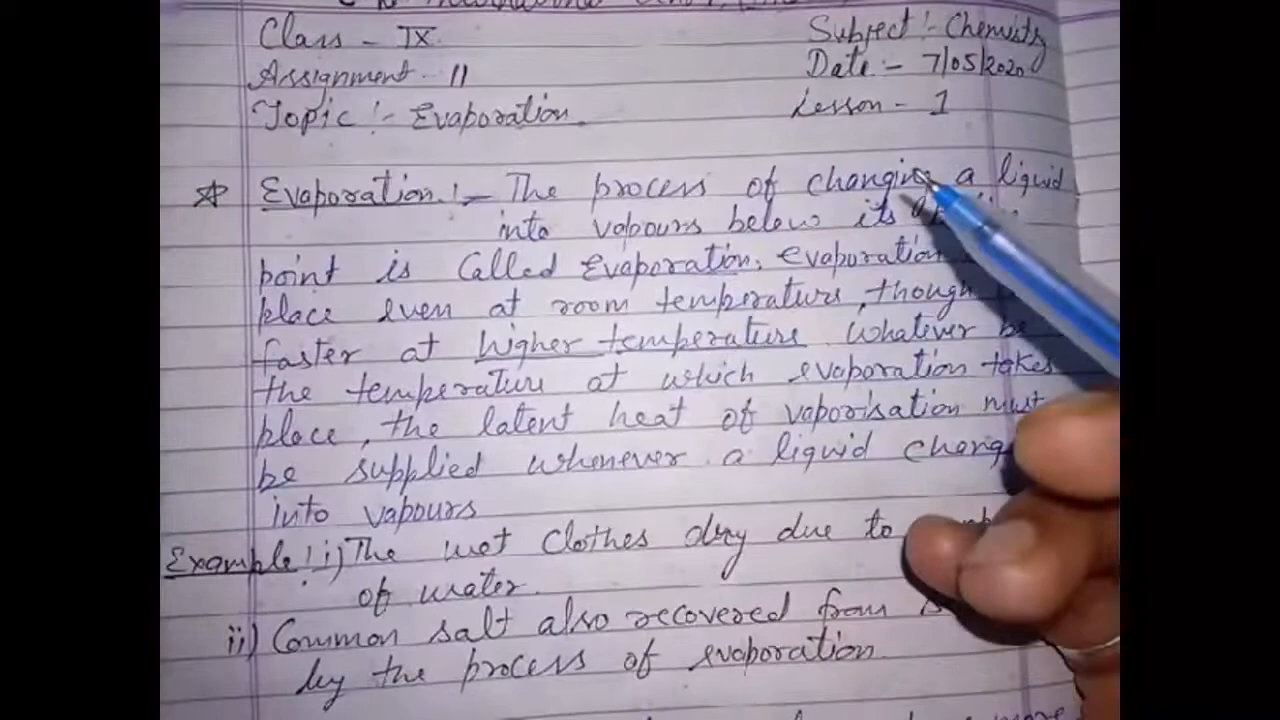 Class - IX
Subject :- Chemistry
Assignment - 11
Date :- 7/05/2020
Topic :- Evaporation
Lesson - 1
☆ Evaporation :- The process of changing a liquid
into vapours below its
point is Called Evaporation. Evaporation
place even at room temperature, though
faster at higher temperature whatever be
the temperature at which evaporation takes
place, the latent heat of vaporisation must
be supplied whenever a liquid
into vapours
Example :i) The wet Clothes dry due to
of water.
ii) Common salt also recovered from
by the process of evaporation